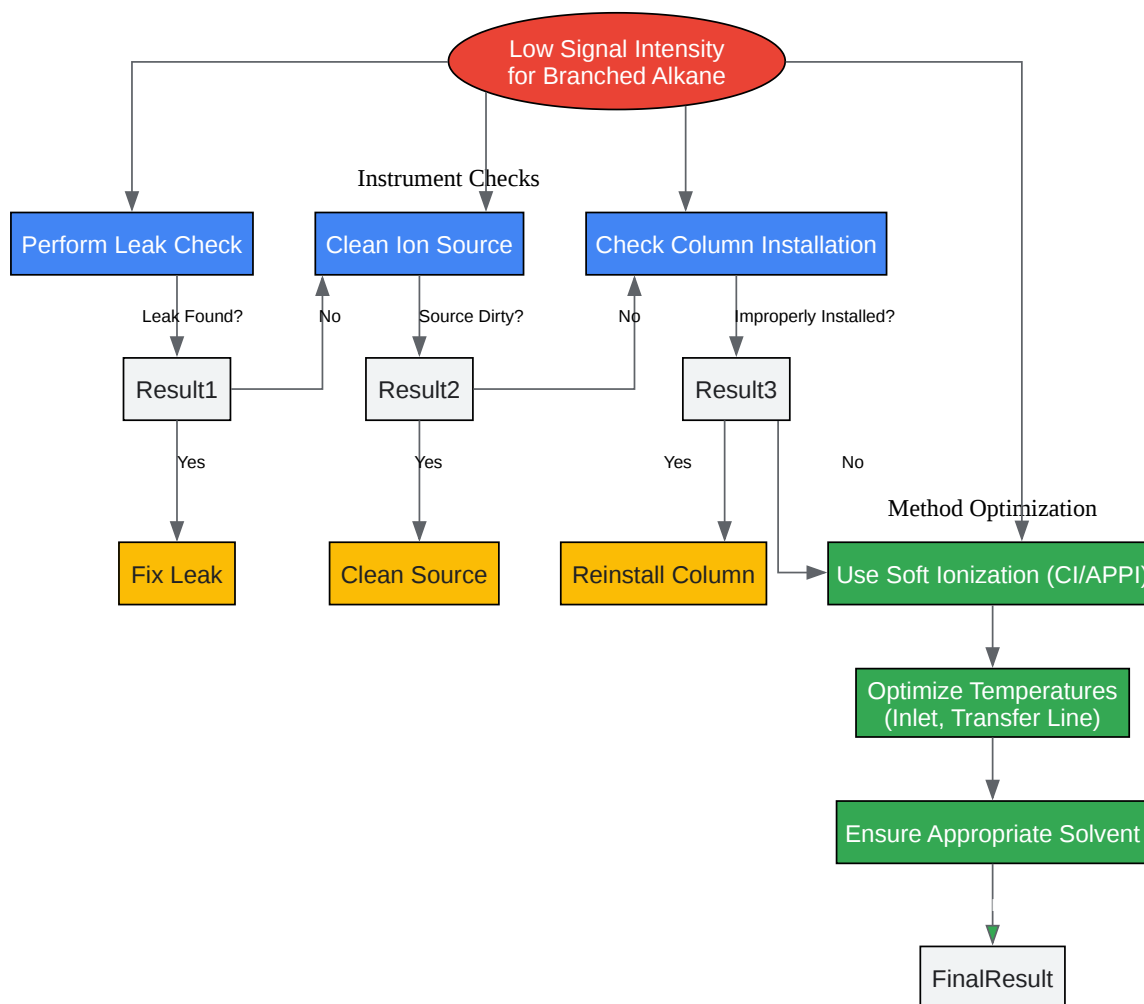 Low Signal Intensity
for Branched Alkane
Instrument Checks
Perform Leak Check
Clean Ion Source
Check Column Installation
Leak Found?
No
Source Dirty?
No
Improperly Installed?
Result1
Result2
Result3
Yes
Yes
Yes
No
Method Optimization
Fix Leak
Clean Source
Reinstall Column
Use Soft Ionization (CI/APPI)
Optimize Temperatures
(Inlet, Transfer Line)
Ensure Appropriate Solvent
FinalResult